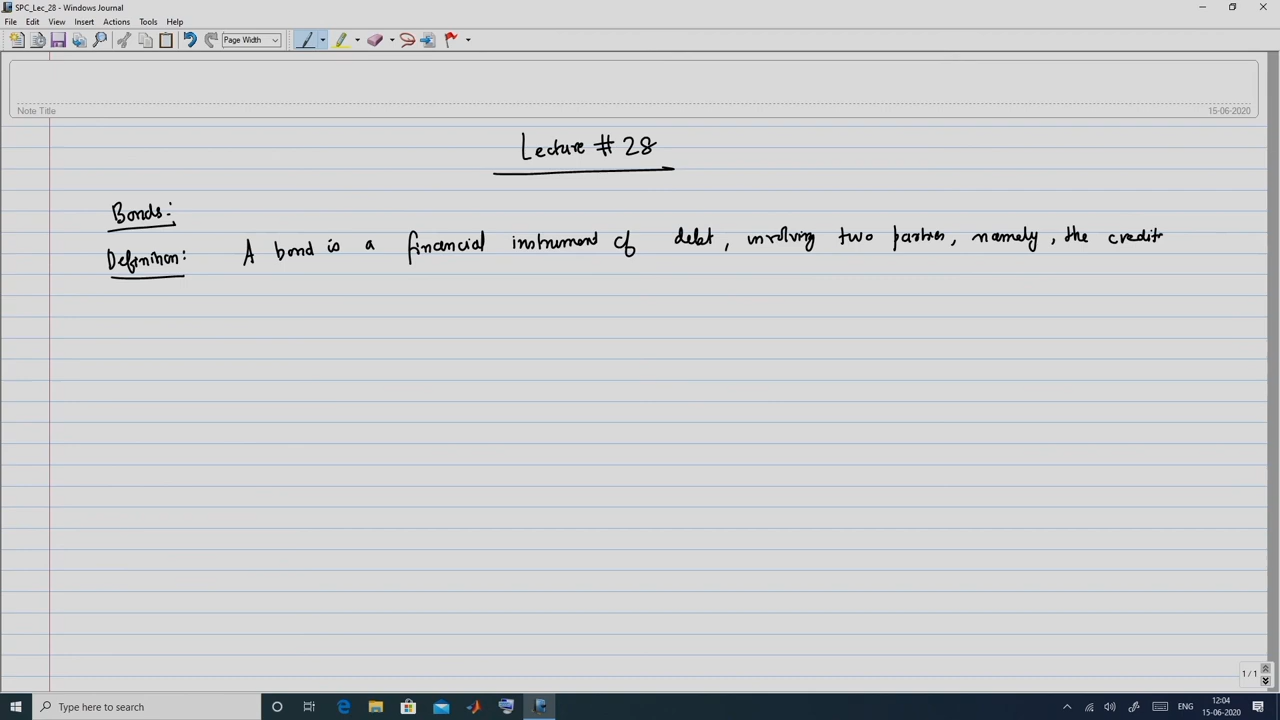 SPC_Lec_28 - Windows Journal
File Edit View Insert Actions Tools Help
Page Width
Note Title
15-06-2020
Lecture # 28
Bonds:
Definition: A bond is a financial instrument of debt, involving two parties, namely, the credito
1 / 1
Type here to search
ENG
12:04
15-06-2020